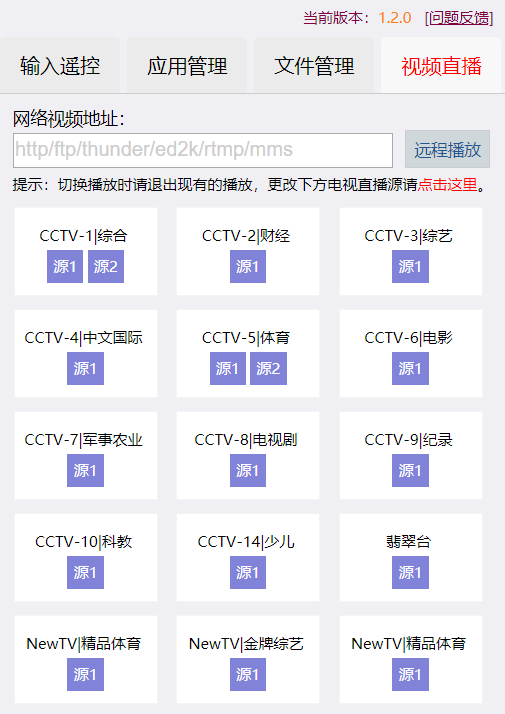 当前版本：1.2.0 [问题反馈]
输入遥控 应用管理 文件管理 视频直播
网络视频地址：
http/ftp/thunder/ed2k/rtmp/mms 远程播放
提示：切换播放时请退出现有的播放，更改下方电视直播源请点击这里。
CCTV-1|综合 CCTV-2|财经 CCTV-3|综艺
源1 源2 源1 源1
CCTV-4|中文国际 CCTV-5|体育 CCTV-6|电影
源1 源1 源2 源1
CCTV-7|军事农业 CCTV-8|电视剧 CCTV-9|纪录
源1 源1 源1
CCTV-10|科教 CCTV-14|少儿 翡翠台
源1 源1 源1
NewTV|精品体育 NewTV|金牌综艺 NewTV|精品体育
源1 源1 源1